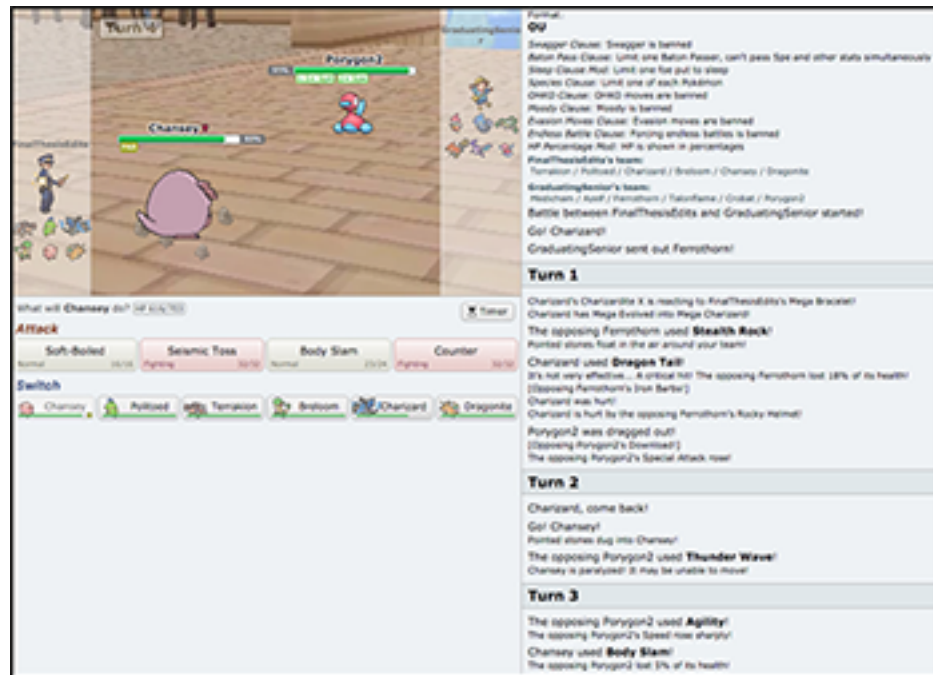 Turn 4
GraduatingSenior
Polygon2
Chansey
FinalThesisEdits
What will Chansey do?
Timer
Attack
Soft-Boiled
Normal
Seismic Toss
Fighting
Body Slam
Normal
Counter
Fighting
Switch
Chansey
Politoed
Terrakion
Breloom
Charizard
Dragonite
Format:
OU
Swagger Clause: Swagger is banned
Baton Pass Clause: Limit one Baton Passer, can't pass Spe and other stats simultaneously
Sleep Clause Mod: Limit one foe put to sleep
Species Clause: Limit one of each Pokémon
OHKO Clause: OHKO moves are banned
Moody Clause: Moody is banned
Evasion Moves Clause: Evasion moves are banned
Endless Battle Clause: Forcing endless battles is banned
HP Percentage Mod: HP is shown in percentages
FinalThesisEdits's team:
Terrakion / Politoed / Charizard / Breloom / Chansey / Dragonite
GraduatingSenior's team:
Medicham / Azelf / Ferrothorn / Talonflame / Crobat / Porygon2
Battle between FinalThesisEdits and GraduatingSenior started!
Go! Charizard!
GraduatingSenior sent out Ferrothorn!
Turn 1
Charizard's Charizardite X is reacting to FinalThesisEdits's Mega Bracelet!
Charizard has Mega Evolved into Mega Charizard!
The opposing Ferrothorn used Stealth Rock!
Pointed stones float in the air around your team!
Charizard used Dragon Tail!
It's not very effective... A critical hit! The opposing Ferrothorn lost 18% of its health!
[Opposing Ferrothorn's Iron Barbs!]
Charizard was hurt!
Charizard is hurt by the opposing Ferrothorn's Rocky Helmet!
Porygon2 was dragged out!
[Opposing Porygon2's Download!]
The opposing Porygon2's Special Attack rose!
Turn 2
Charizard, come back!
Go! Chansey!
Pointed stones dug into Chansey!
The opposing Porygon2 used Thunder Wave!
Chansey is paralyzed! It may be unable to move!
Turn 3
The opposing Porygon2 used Agility!
The opposing Porygon2's Speed rose sharply!
Chansey used Body Slam!
The opposing Porygon2 lost 5% of its health!